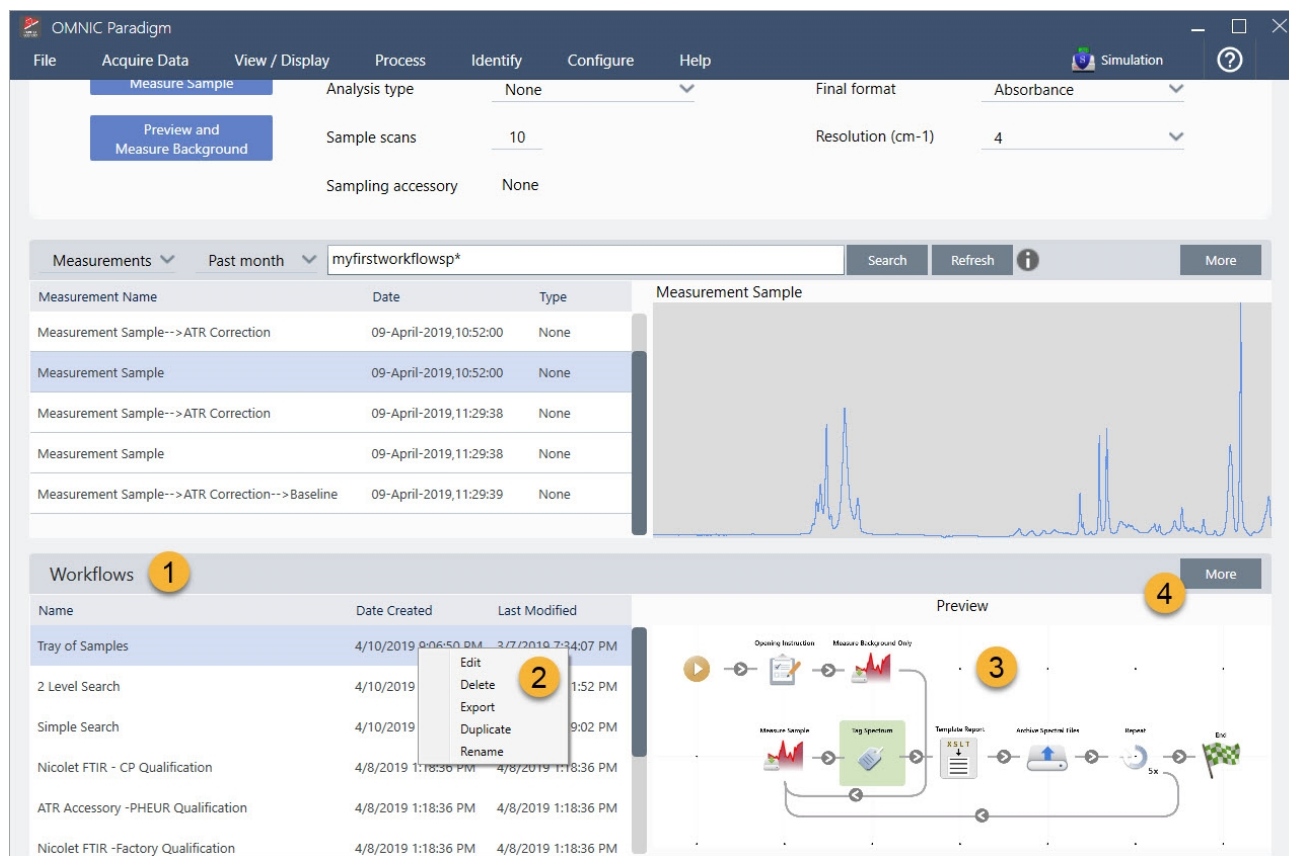 OMNIC Paradigm
File Acquire Data View / Display Process Identify Configure Help Simulation
Measure Sample Analysis type None Final format Absorbance
Preview and
Measure Background Sample scans 10 Resolution (cm-1) 4
Sampling accessory None
Measurements Past month myfirstworkflowsp* Search Refresh More
Measurement Name Date Type Measurement Sample
Measurement Sample-->ATR Correction 09-April-2019,10:52:00 None
Measurement Sample 09-April-2019,10:52:00 None
Measurement Sample-->ATR Correction 09-April-2019,11:29:38 None
Measurement Sample 09-April-2019,11:29:38 None
Measurement Sample-->ATR Correction-->Baseline 09-April-2019,11:29:39 None
Workflows 1 4 More
Name Date Created Last Modified Preview
Tray of Samples 4/10/2019 9:06:50 PM 3/7/2019 7:34:07 PM
2 Level Search 4/10/2019 1:52 PM
Simple Search 4/10/2019 9:02 PM
Nicolet FTIR - CP Qualification 4/8/2019 1:18:36 PM 4/8/2019 1:18:36 PM
ATR Accessory -PHEUR Qualification 4/8/2019 1:18:36 PM 4/8/2019 1:18:36 PM
Nicolet FTIR -Factory Qualification 4/8/2019 1:18:36 PM 4/8/2019 1:18:36 PM
Edit
Delete 2
Export
Duplicate
Rename
Opening Instruction Measure Background Only
3
Measure Sample Tag Spectrum Template Report Archive Spectral Files Repeat End
XSLT
5x